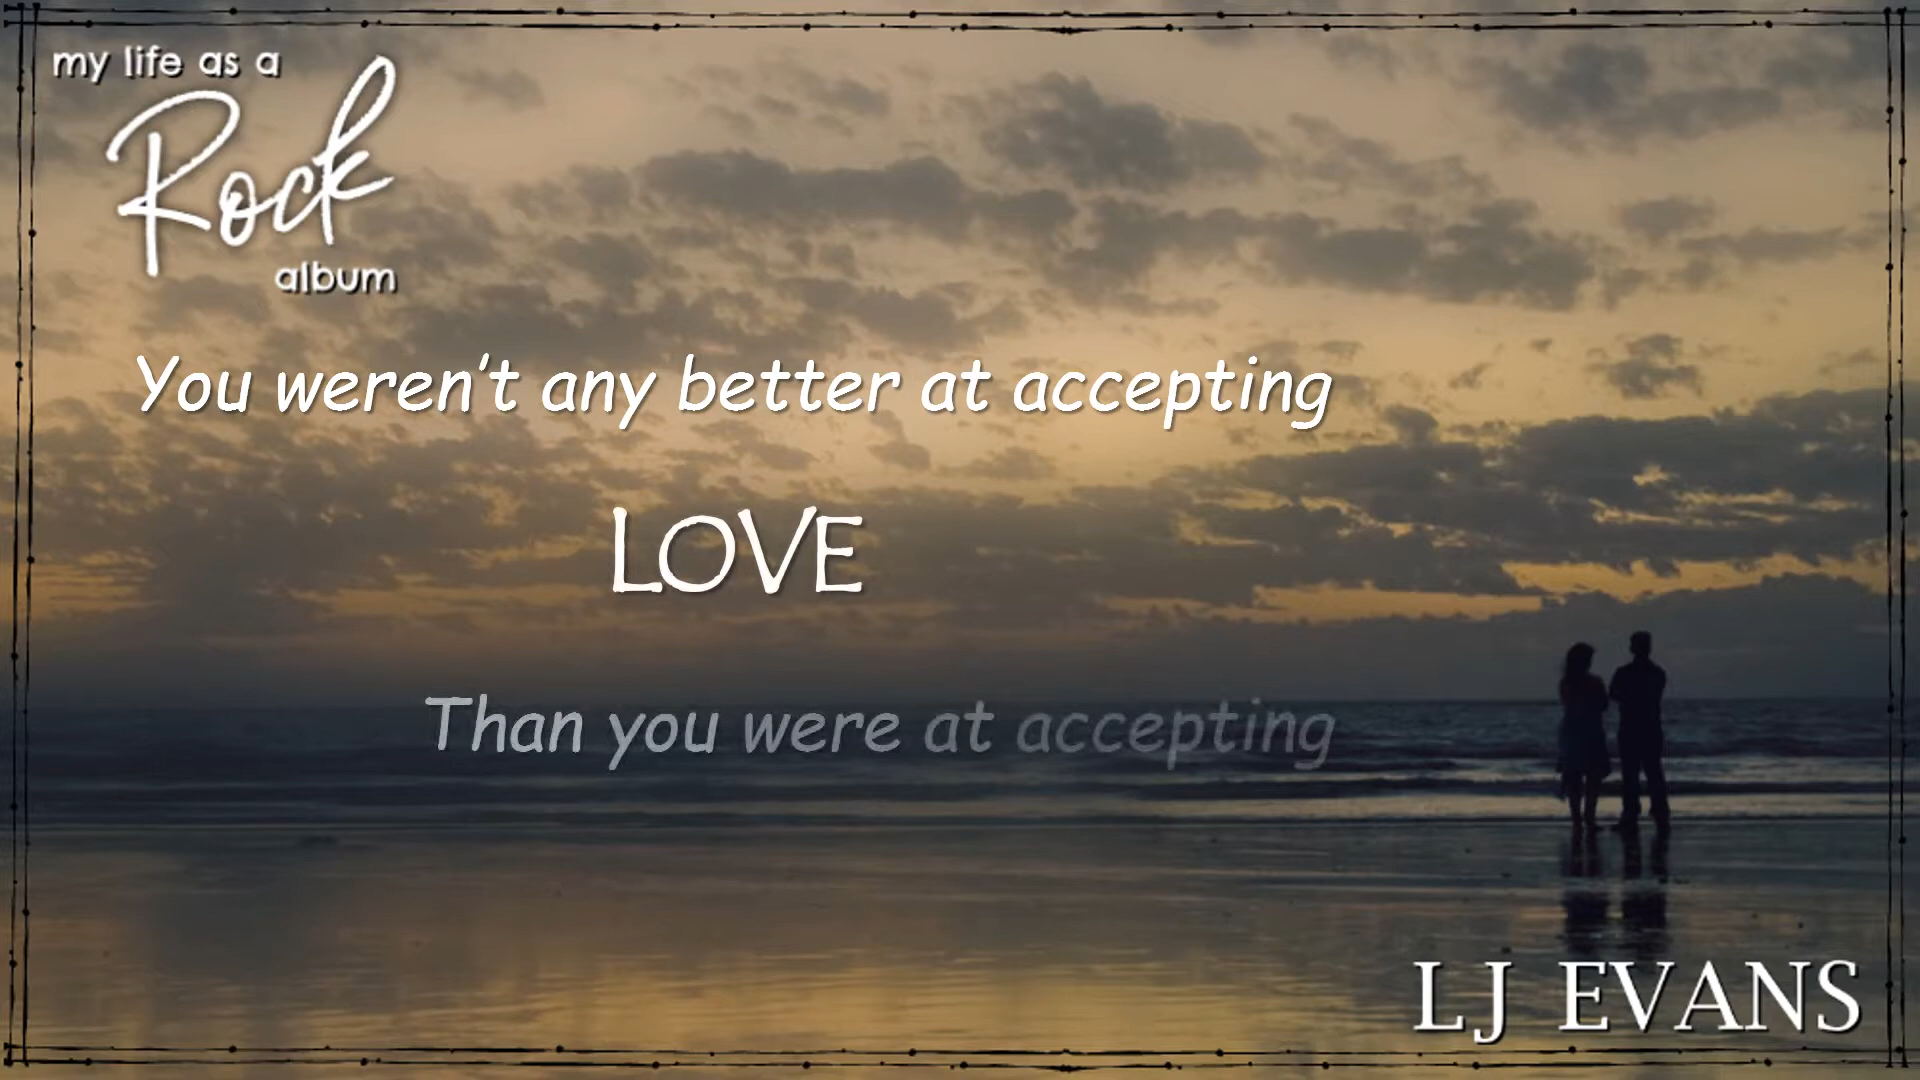 my life as a
Rock
album
You weren't any better at accepting
LOVE
Than you were at accepting
LJ EVANS